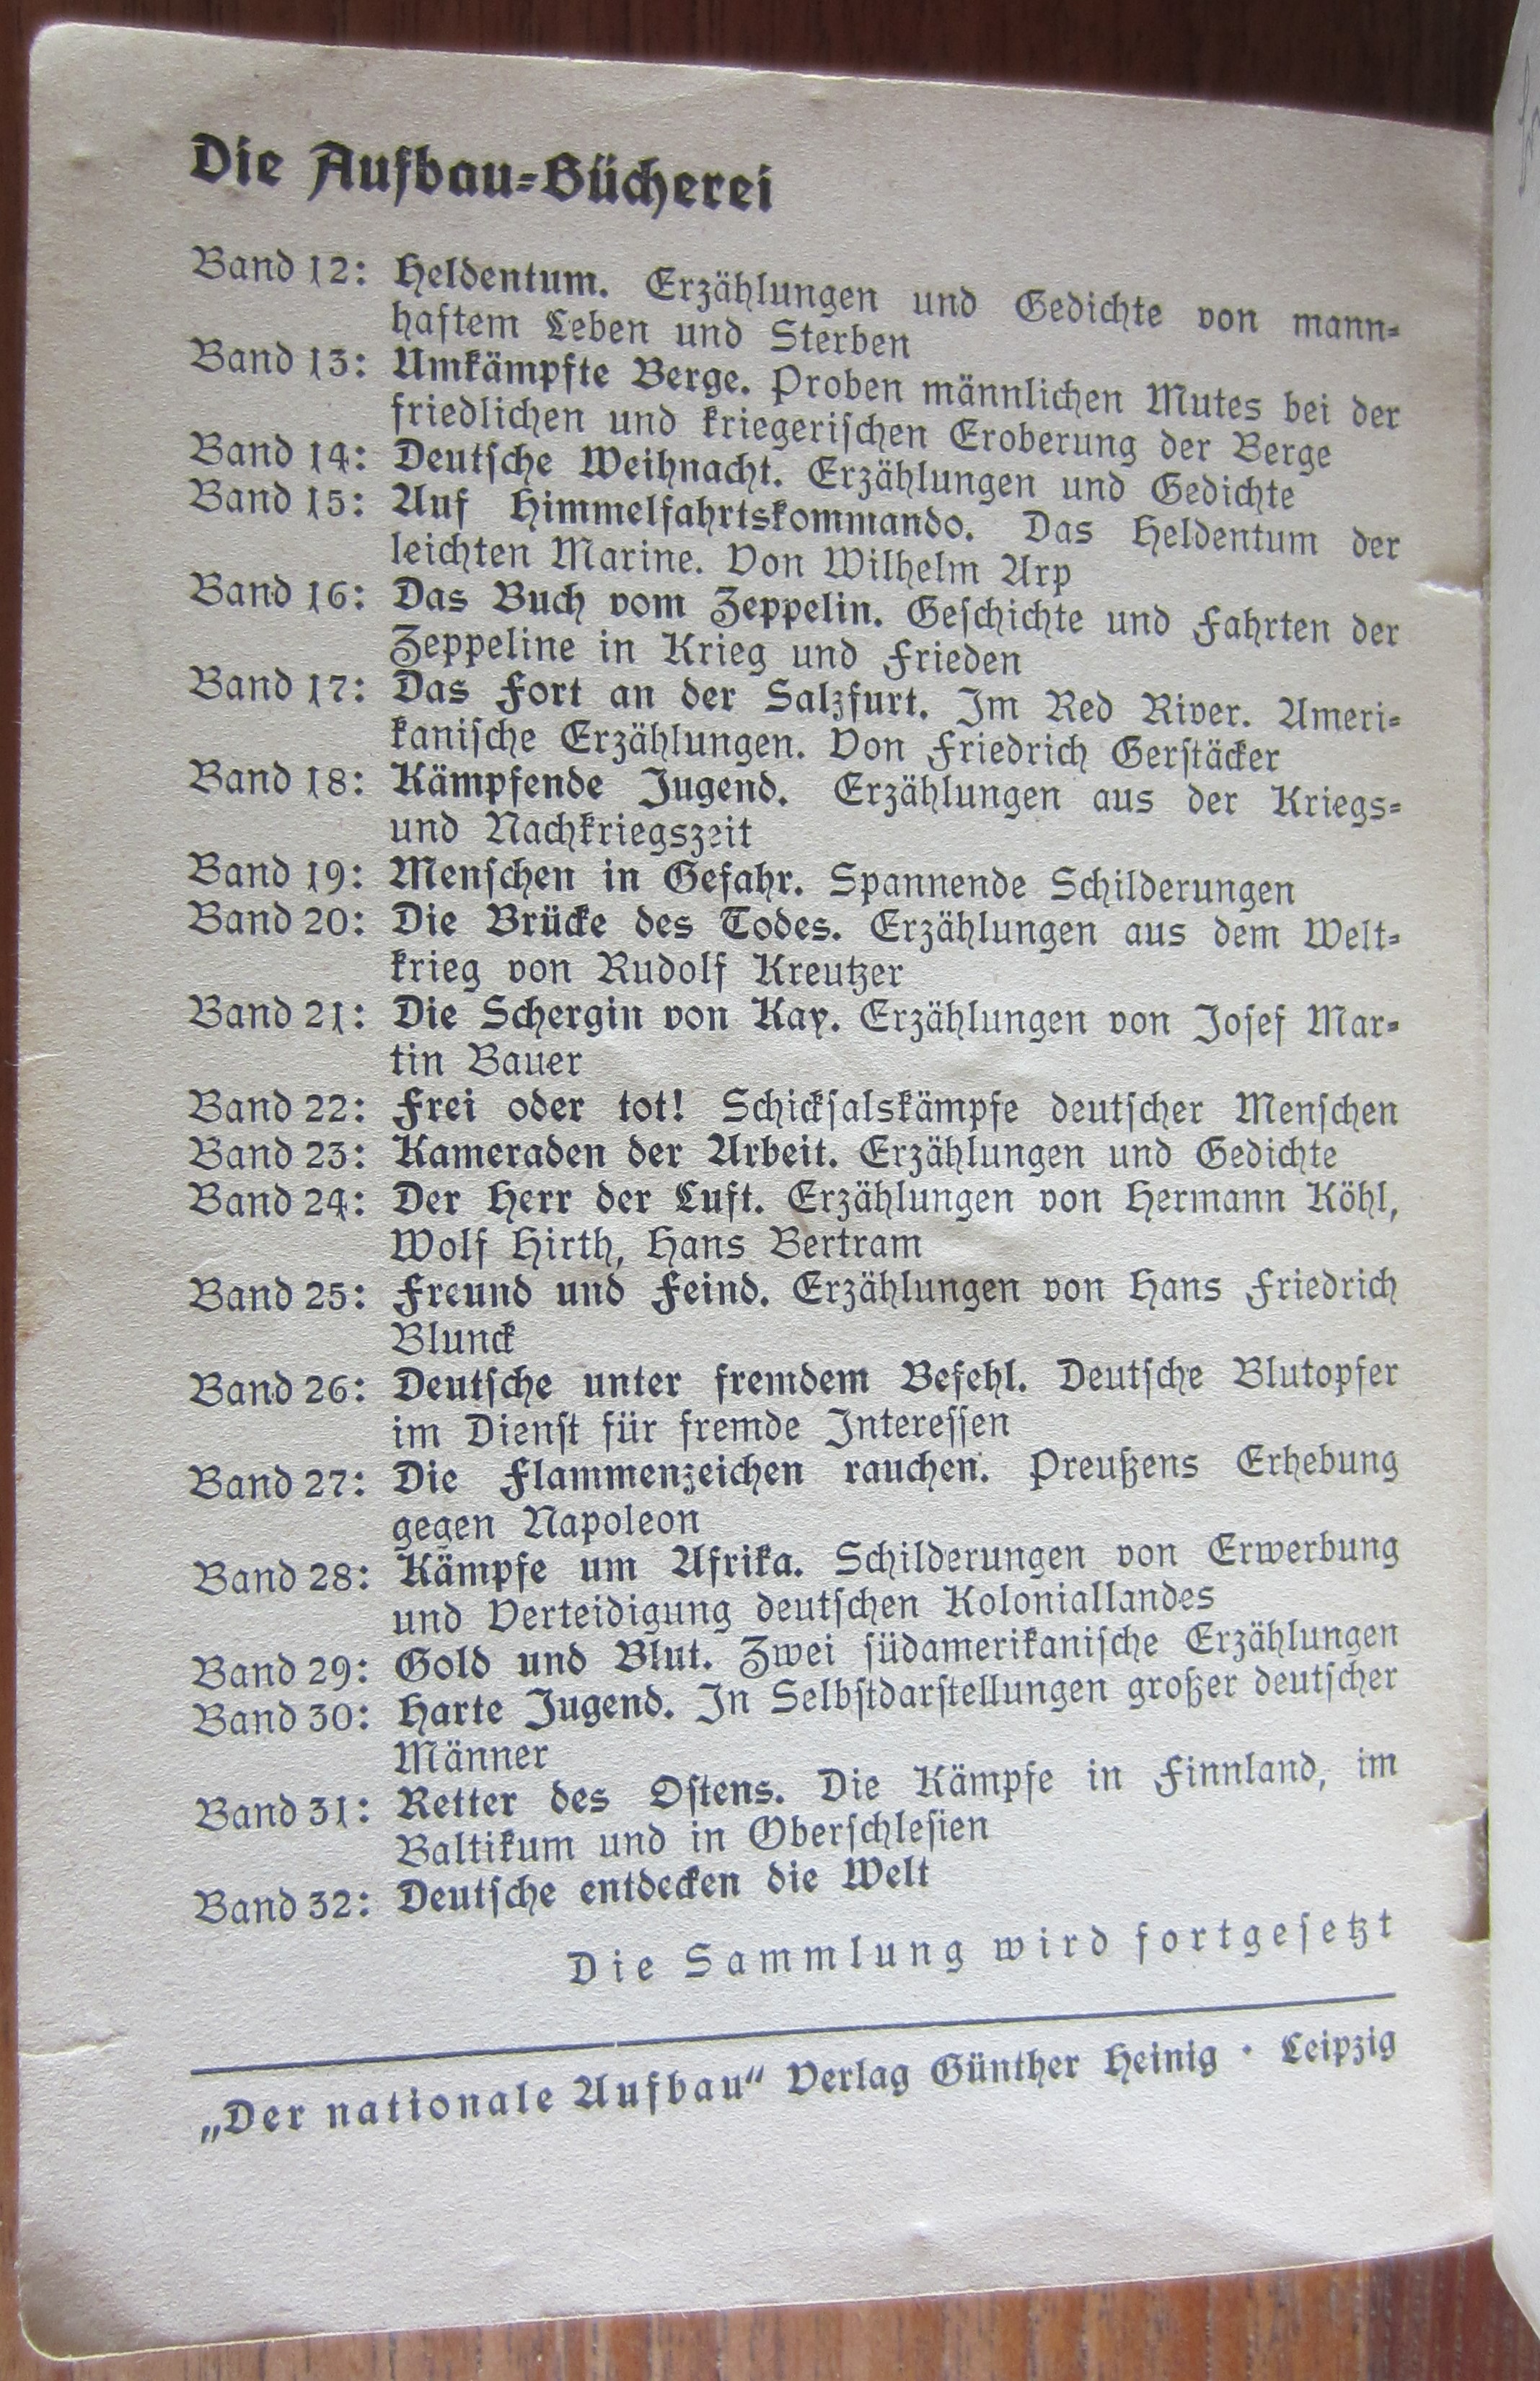 Die Aufbau-Bücherei
Band 12: Heldentum. Erzählungen und Gedichte von mann-
haftem Leben und Sterben
Band 13: Umkämpfte Berge. Proben männlichen Mutes bei der
friedlichen und kriegerischen Eroberung der Berge
Band 14: Deutsche Weihnacht. Erzählungen und Gedichte
Band 15: Auf Himmelfahrtskommando. Das Heldentum der
leichten Marine. Von Wilhelm Arp
Band 16: Das Buch vom Zeppelin. Geschichte und Fahrten der
Zeppeline in Krieg und Frieden
Band 17: Das Fort an der Salzfurt. Im Red River. Ameri-
kanische Erzählungen. Von Friedrich Gerstäcker
Band 18: Kämpfende Jugend. Erzählungen aus der Kriegs-
und Nachkriegszeit
Band 19: Menschen in Gefahr. Spannende Schilderungen
Band 20: Die Brücke des Todes. Erzählungen aus dem Welt-
krieg von Rudolf Kreutzer
Band 21: Die Schergin von Kay. Erzählungen von Josef Mar-
tin Bauer
Band 22: Frei oder tot! Schicksalskämpfe deutscher Menschen
Band 23: Kameraden der Arbeit. Erzählungen und Gedichte
Band 24: Der Herr der Luft. Erzählungen von Hermann Köhl,
Wolf Hirth, Hans Bertram
Band 25: Freund und Feind. Erzählungen von Hans Friedrich
Blunck
Band 26: Deutsche unter fremdem Befehl. Deutsche Blutopfer
im Dienst für fremde Interessen
Band 27: Die Flammenzeichen rauchen. Preußens Erhebung
gegen Napoleon
Band 28: Kämpfe um Afrika. Schilderungen von Erwerbung
und Verteidigung deutschen Koloniallandes
Band 29: Gold und Blut. Zwei südamerikanische Erzählungen
Band 30: Harte Jugend. In Selbstdarstellungen großer deutscher
Männer
Band 31: Retter des Ostens. Die Kämpfe in Finnland, im
Baltikum und in Oberschlesien
Band 32: Deutsche entdecken die Welt
Die Sammlung wird fortgesetzt
„Der nationale Aufbau“ Verlag Günther Heinig · Leipzig